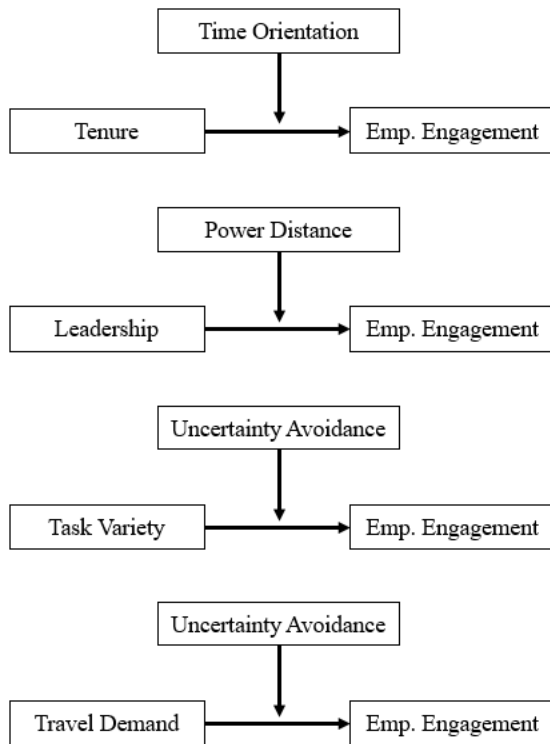 Time Orientation
Tenure
Emp. Engagement
Power Distance
Leadership
Emp. Engagement
Uncertainty Avoidance
Task Variety
Emp. Engagement
Uncertainty Avoidance
Travel Demand
Emp. Engagement